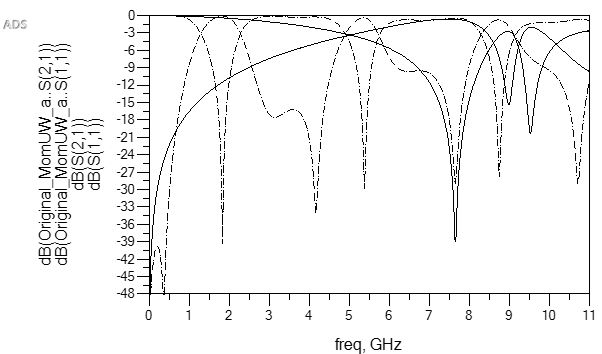 ADS
dB(Original_MomUW_a..S(2,1))
dB(Original_MomUW_a..S(1,1))
dB(S(2,1))
dB(S(1,1))
0
-3
-6
-9
-12
-15
-18
-21
-24
-27
-30
-33
-36
-39
-42
-45
-48
0 1 2 3 4 5 6 7 8 9 10 11
freq, GHz